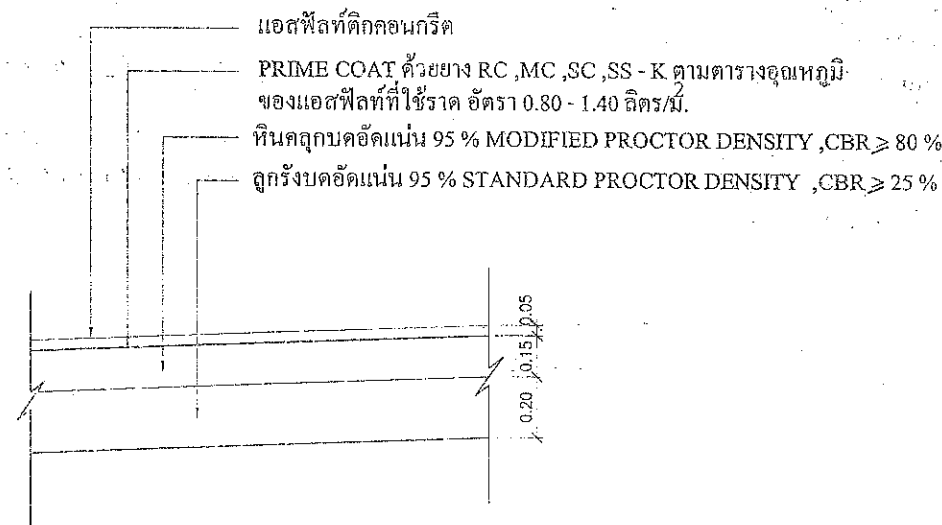 แอสฟัลท์ติกคอนกรีต
PRIME COAT ด้วยยาง RC ,MC ,SC ,SS - K ตามตารางอุณหภูมิ
ของแอสฟัลท์ที่ใช้ราด อัตรา 0.80 - 1.40 ลิตร/ม².
หินคลุกบดอัดแน่น 95 % MODIFIED PROCTOR DENSITY ,CBR ≥ 80 %
ลูกรังบดอัดแน่น 95 % STANDARD PROCTOR DENSITY ,CBR ≥ 25 %
0.05
0.15
0.20